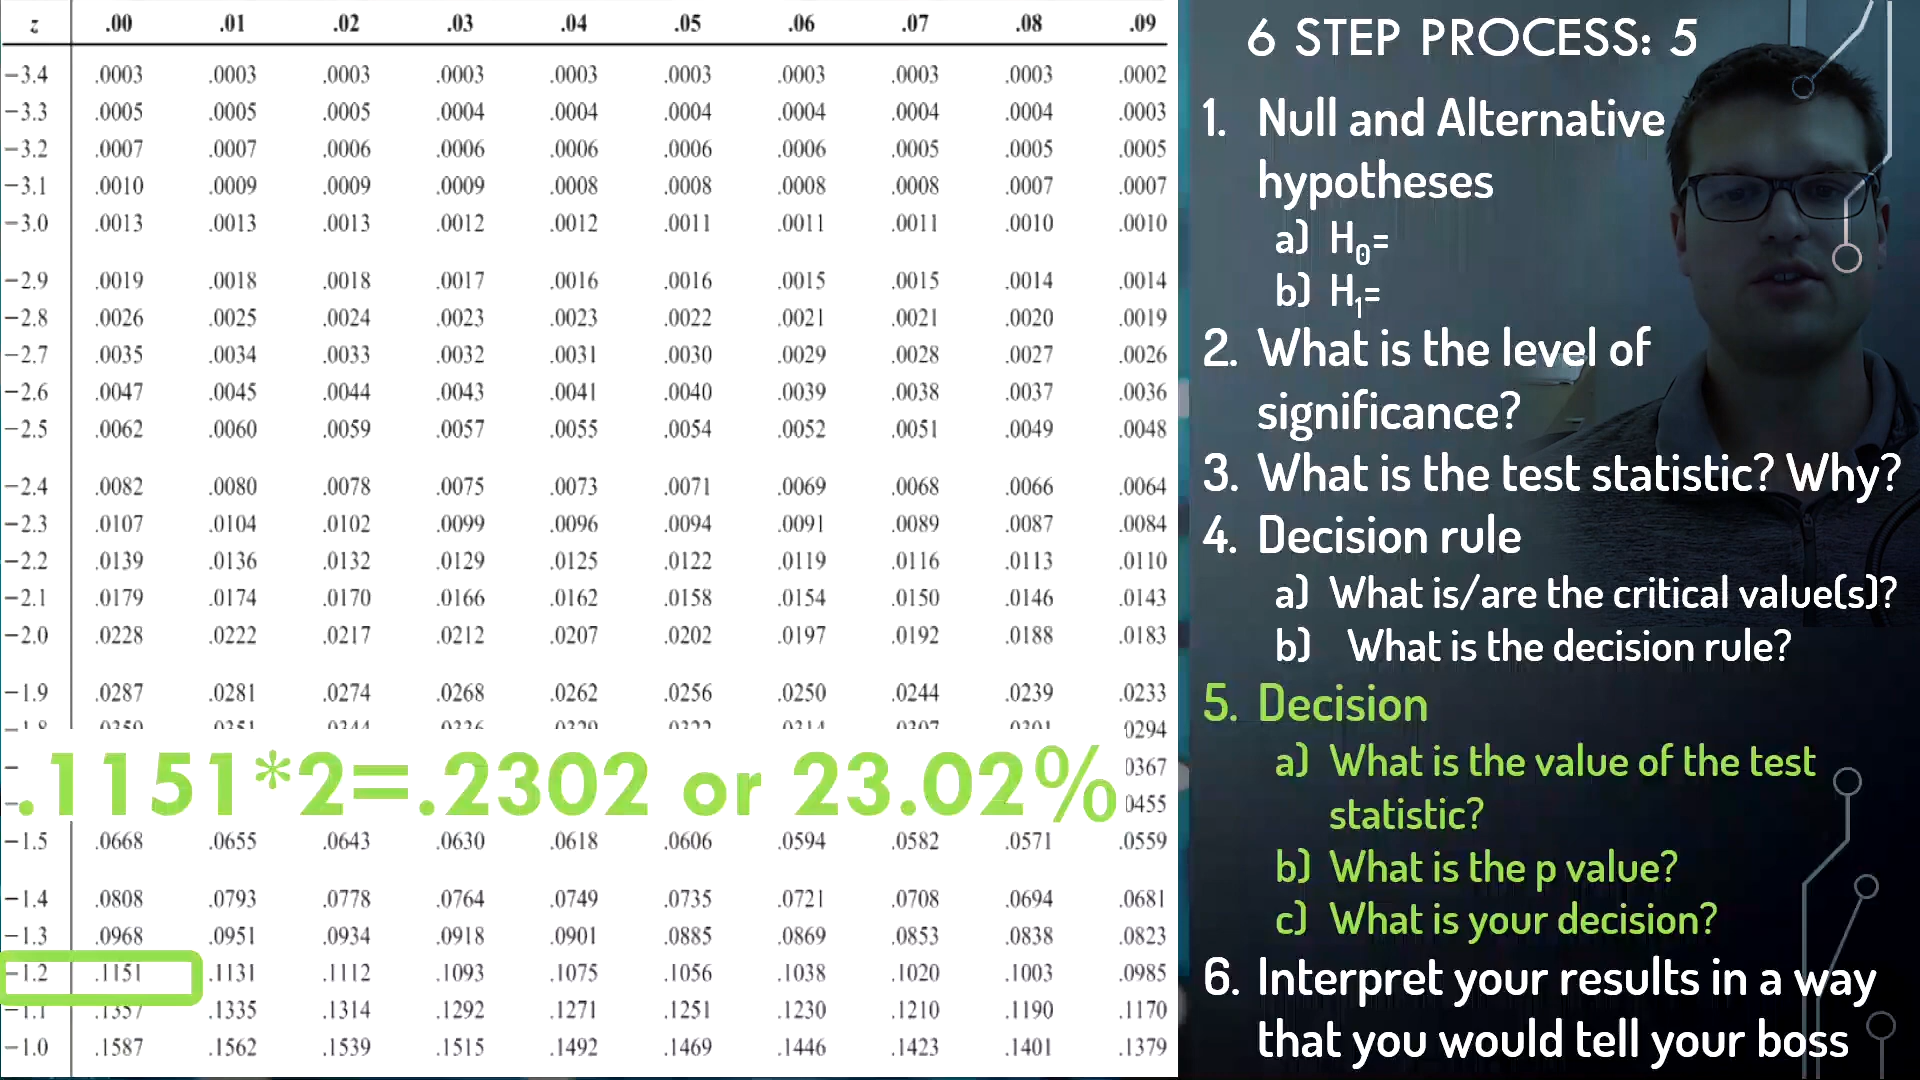 z .00 .01 .02 .03 .04 .05 .06 .07 .08 .09
−3.4 .0003 .0003 .0003 .0003 .0003 .0003 .0003 .0003 .0003 .0002
−3.3 .0005 .0005 .0005 .0004 .0004 .0004 .0004 .0004 .0004 .0003
−3.2 .0007 .0007 .0006 .0006 .0006 .0006 .0006 .0005 .0005 .0005
−3.1 .0010 .0009 .0009 .0009 .0008 .0008 .0008 .0008 .0007 .0007
−3.0 .0013 .0013 .0013 .0012 .0012 .0011 .0011 .0011 .0010 .0010
−2.9 .0019 .0018 .0018 .0017 .0016 .0016 .0015 .0015 .0014 .0014
−2.8 .0026 .0025 .0024 .0023 .0023 .0022 .0021 .0021 .0020 .0019
−2.7 .0035 .0034 .0033 .0032 .0031 .0030 .0029 .0028 .0027 .0026
−2.6 .0047 .0045 .0044 .0043 .0041 .0040 .0039 .0038 .0037 .0036
−2.5 .0062 .0060 .0059 .0057 .0055 .0054 .0052 .0051 .0049 .0048
−2.4 .0082 .0080 .0078 .0075 .0073 .0071 .0069 .0068 .0066 .0064
−2.3 .0107 .0104 .0102 .0099 .0096 .0094 .0091 .0089 .0087 .0084
−2.2 .0139 .0136 .0132 .0129 .0125 .0122 .0119 .0116 .0113 .0110
−2.1 .0179 .0174 .0170 .0166 .0162 .0158 .0154 .0150 .0146 .0143
−2.0 .0228 .0222 .0217 .0212 .0207 .0202 .0197 .0192 .0188 .0183
−1.9 .0287 .0281 .0274 .0268 .0262 .0256 .0250 .0244 .0239 .0233
0294
0367
0455
.1151*2=.2302 or 23.02%
−1.5 .0668 .0655 .0643 .0630 .0618 .0606 .0594 .0582 .0571 .0559
−1.4 .0808 .0793 .0778 .0764 .0749 .0735 .0721 .0708 .0694 .0681
−1.3 .0968 .0951 .0934 .0918 .0901 .0885 .0869 .0853 .0838 .0823
−1.2 .1151 .1131 .1112 .1093 .1075 .1056 .1038 .1020 .1003 .0985
−1.1 .1357 .1335 .1314 .1292 .1271 .1251 .1230 .1210 .1190 .1170
−1.0 .1587 .1562 .1539 .1515 .1492 .1469 .1446 .1423 .1401 .1379
6 STEP PROCESS: 5
1. Null and Alternative
hypotheses
a) H0=
b) H1=
2. What is the level of
significance?
3. What is the test statistic? Why?
4. Decision rule
a) What is/are the critical value(s)?
b) What is the decision rule?
5. Decision
a) What is the value of the test
statistic?
b) What is the p value?
c) What is your decision?
6. Interpret your results in a way
that you would tell your boss